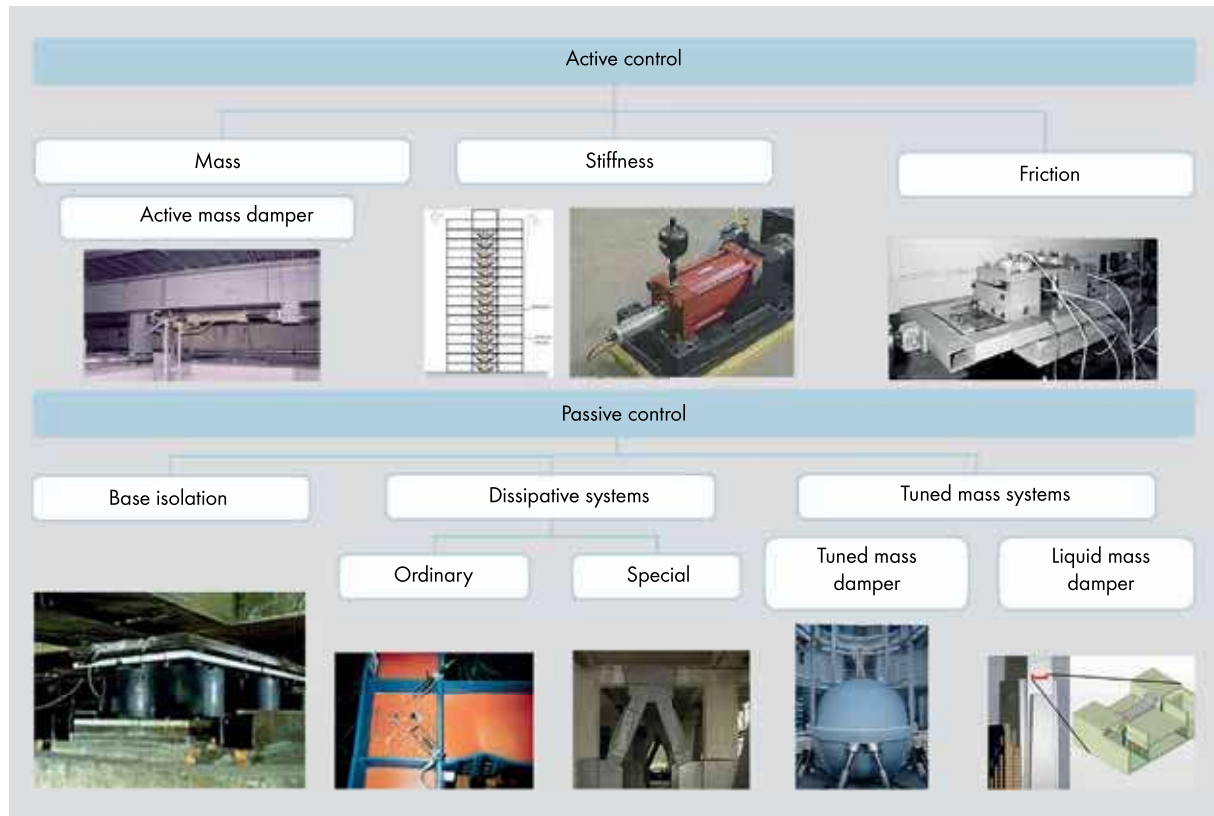 Active control
Mass
Stiffness
Friction
Active mass damper
Passive control
Base isolation
Dissipative systems
Tuned mass systems
Ordinary
Special
Tuned mass
damper
Liquid mass
damper